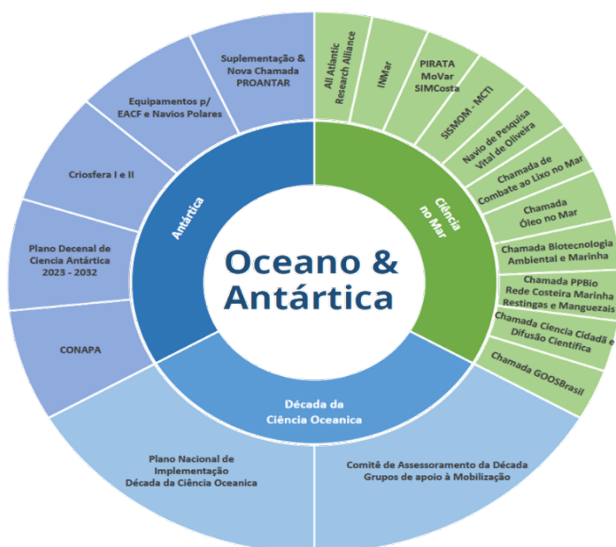 Oceano &
Antártica
Antártica
Suplementação &
Nova Chamada
PROANTAR
Equipamentos p/
EACF e Navios Polares
Criosfera I e II
Plano Decenal de
Ciencia Antártica
2023 - 2032
CONAPA
Ciência
no Mar
All Atlantic
Research Alliance
INMar
PIRATA
MoVar
SIMCosta
SISMOM - MCTI
Navio de Pesquisa
Vital de Oliveira
Chamada de
Combate ao Lixo no Mar
Chamada
Óleo no Mar
Chamada Biotecnologia
Ambiental e Marinha
Chamada PPBio
Rede Costeira Marinha
Restingas e Manguezais
Chamada Ciencia Cidadã e
Difusão Científica
Chamada GOOSBrasil
Década da
Ciência Oceanica
Plano Nacional de
Implementação
Década da Ciência Oceanica
Comitê de Assessoramento da Década
Grupos de apoio à Mobilização